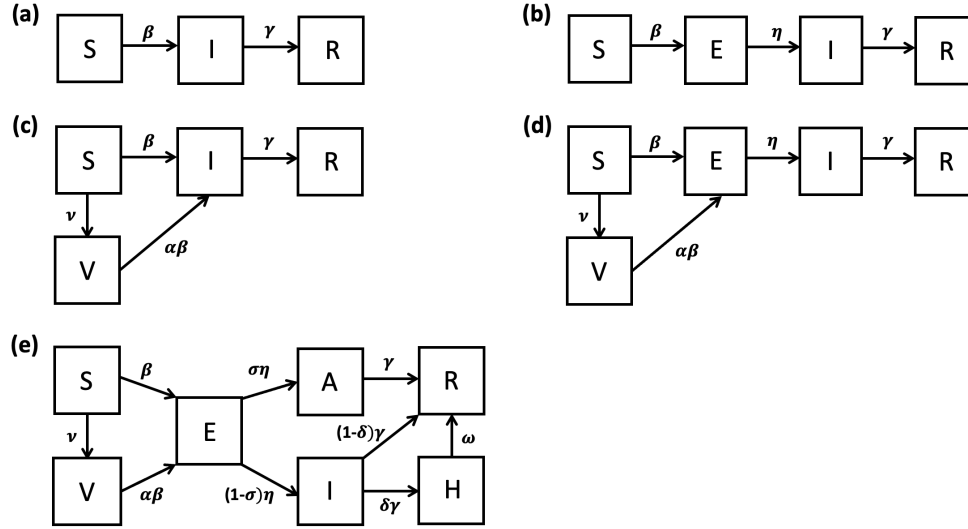 (a)
S β I γ R
(b)
S β E η I γ R
(c)
S β I γ R
ν
V αβ
(d)
S β E η I γ R
ν
V αβ
(e)
S β E ση A γ R
ν
V αβ (1-σ)η I (1-δ)γ δγ H ω